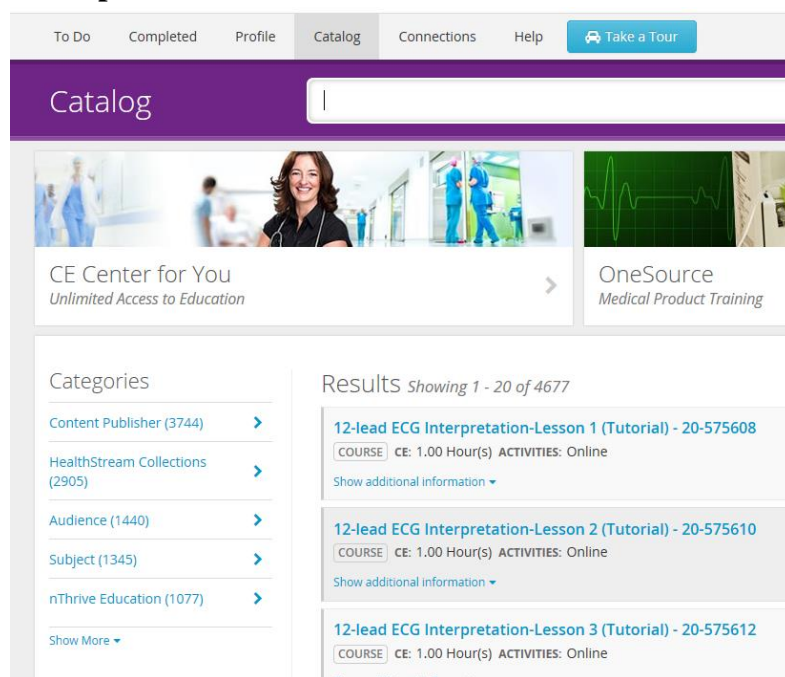 To Do Completed Profile Catalog Connections Help Take a Tour
Catalog
CE Center for You
Unlimited Access to Education
OneSource
Medical Product Training
Categories
Content Publisher (3744)
HealthStream Collections
(2905)
Audience (1440)
Subject (1345)
nThrive Education (1077)
Show More
Results Showing 1 - 20 of 4677
12-lead ECG Interpretation-Lesson 1 (Tutorial) - 20-575608
COURSE CE: 1.00 Hour(s) ACTIVITIES: Online
Show additional information
12-lead ECG Interpretation-Lesson 2 (Tutorial) - 20-575610
COURSE CE: 1.00 Hour(s) ACTIVITIES: Online
Show additional information
12-lead ECG Interpretation-Lesson 3 (Tutorial) - 20-575612
COURSE CE: 1.00 Hour(s) ACTIVITIES: Online